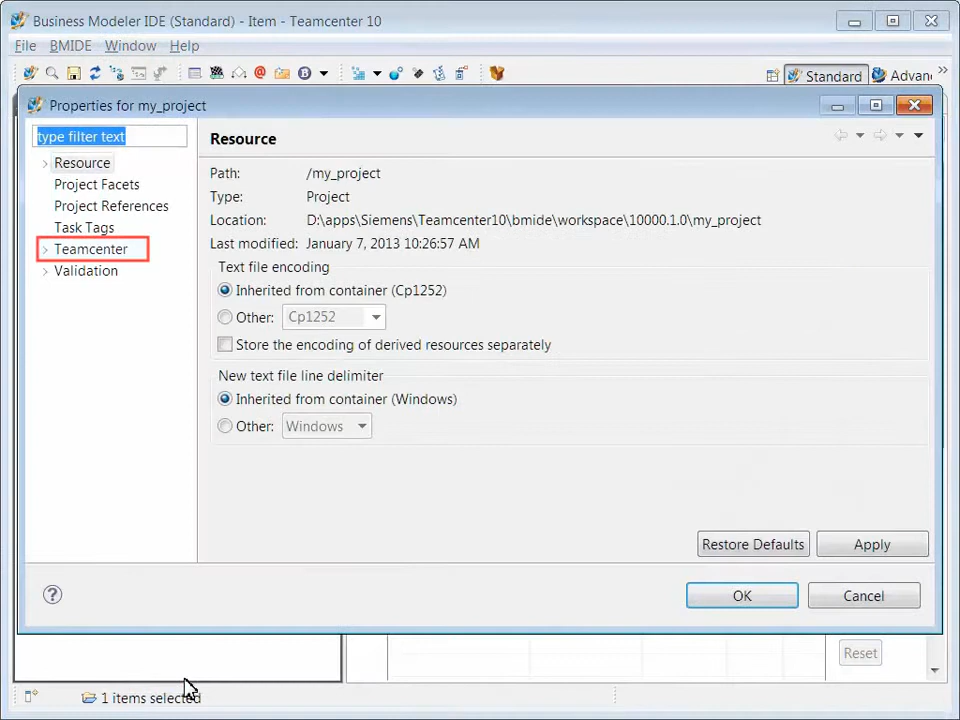 Business Modeler IDE (Standard) - Item - Teamcenter 10
File BMIDE Window Help
Standard Advan
Properties for my_project
type filter text
Resource
Project Facets
Project References
Task Tags
Teamcenter
Validation
Resource
Path: /my_project
Type: Project
Location: D:\apps\Siemens\Teamcenter10\bmide\workspace\10000.1.0\my_project
Last modified: January 7, 2013 10:26:57 AM
Text file encoding
Inherited from container (Cp1252)
Other: Cp1252
Store the encoding of derived resources separately
New text file line delimiter
Inherited from container (Windows)
Other: Windows
Restore Defaults Apply
OK Cancel
Reset
1 items selected